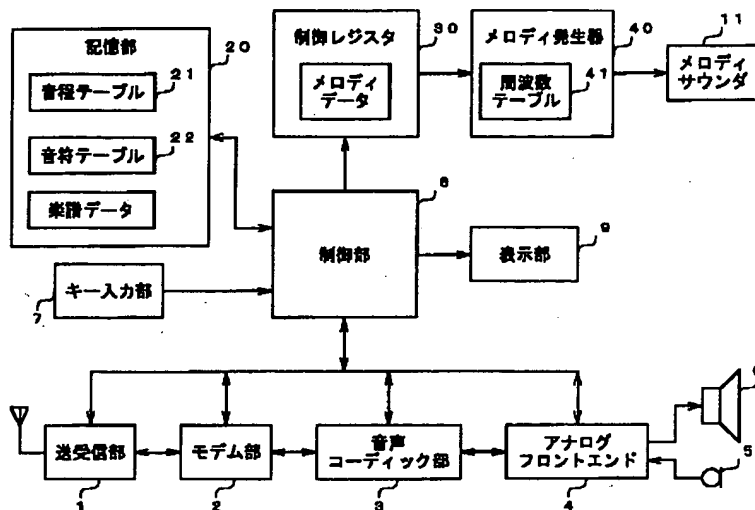 記憶部
20
音程テーブル
21
音符テーブル
22
楽譜データ
制御レジスタ
30
メロディ
データ
メロディ発生器
40
周波数
テーブル
41
11
メロディ
サウンダ
8
制御部
9
表示部
キー入力部
7
送受信部
1
モデム部
2
音声
コーディック部
3
アナログ
フロントエンド
4
5